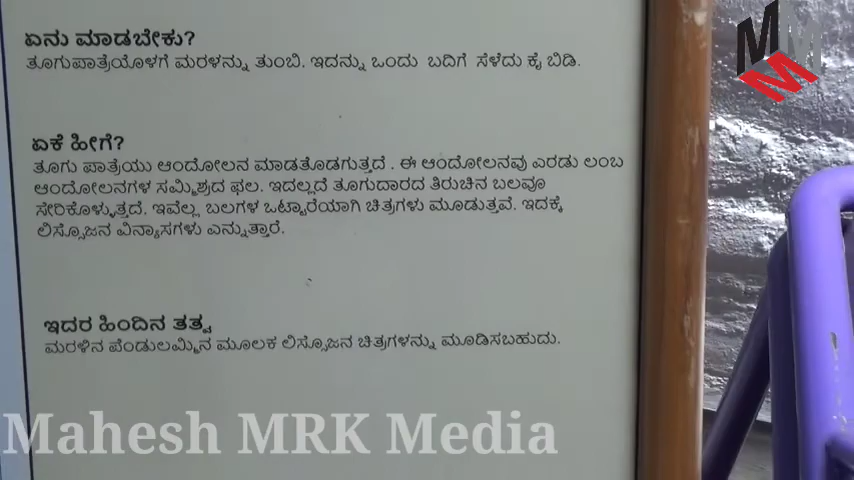 ಏನು ಮಾಡಬೇಕು?
ತೂಗುಪಾತ್ರೆಯೊಳಗೆ ಮರಳನ್ನು ತುಂಬಿ. ಇದನ್ನು ಒಂದು ಬದಿಗೆ ಸೆಳೆದು ಕೈ ಬಿಡಿ.
ಏಕೆ ಹೀಗೆ?
ತೂಗು ಪಾತ್ರೆಯು ಆಂದೋಲನ ಮಾಡತೊಡಗುತ್ತದೆ . ಈ ಆಂದೋಲನವು ಎರಡು ಲಂಬ
ಆಂದೋಲನಗಳ ಸಮ್ಮಿಶ್ರದ ಫಲ. ಇದಲ್ಲದೆ ತೂಗುದಾರದ ತಿರುಚಿನ ಬಲವೂ
ಸೇರಿಕೊಳ್ಳುತ್ತದೆ. ಇವೆಲ್ಲ ಬಲಗಳ ಒಟ್ಟಾರೆಯಾಗಿ ಚಿತ್ರಗಳು ಮೂಡುತ್ತವೆ. ಇದಕ್ಕೆ
ಲಿಸ್ಸೊಜನ ವಿನ್ಯಾಸಗಳು ಎನ್ನುತ್ತಾರೆ.
ಇದರ ಹಿಂದಿನ ತತ್ವ
ಮರಳಿನ ಪೆಂಡುಲಮ್ಮಿನ ಮೂಲಕ ಲಿಸ್ಸೊಜನ ಚಿತ್ರಗಳನ್ನು ಮೂಡಿಸಬಹುದು.
MMM
Mahesh MRK Media